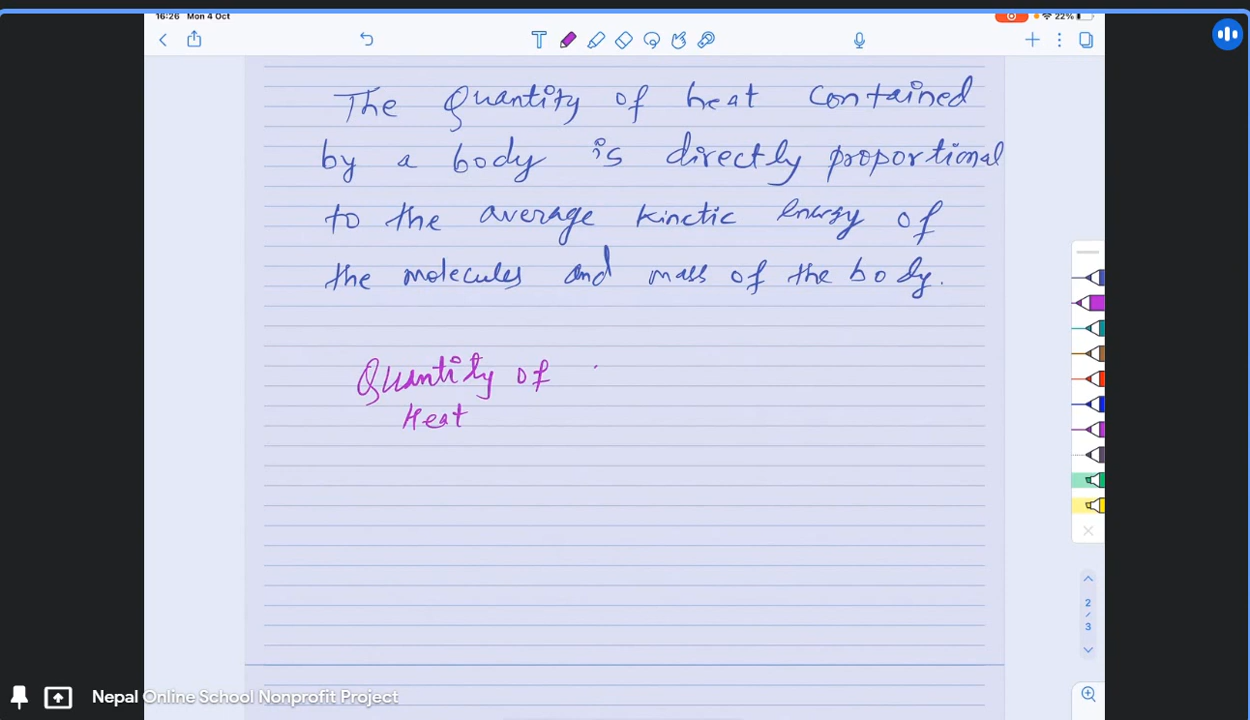 16:26 Mon 4 Oct
22%
T
The Quantity of heat contained
by a body is directly proportional
to the average kinetic energy of
the molecules and mass of the body.
Quantity of
Heat
2
/
3
Nepal Online School Nonprofit Project